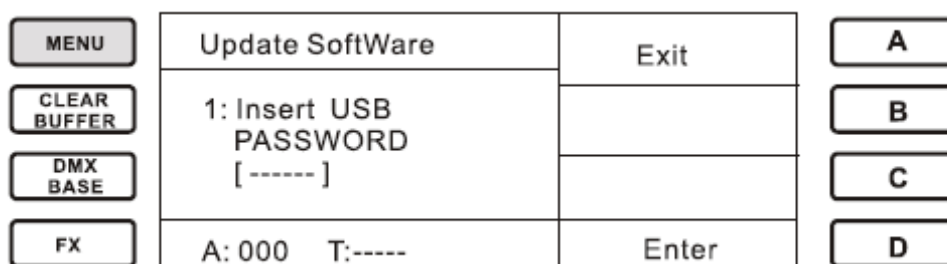 MENU
Update SoftWare
Exit
A
CLEAR
BUFFER
1: Insert USB
PASSWORD
[ ------ ]
B
DMX
BASE
C
FX
A: 000 T:-----
Enter
D